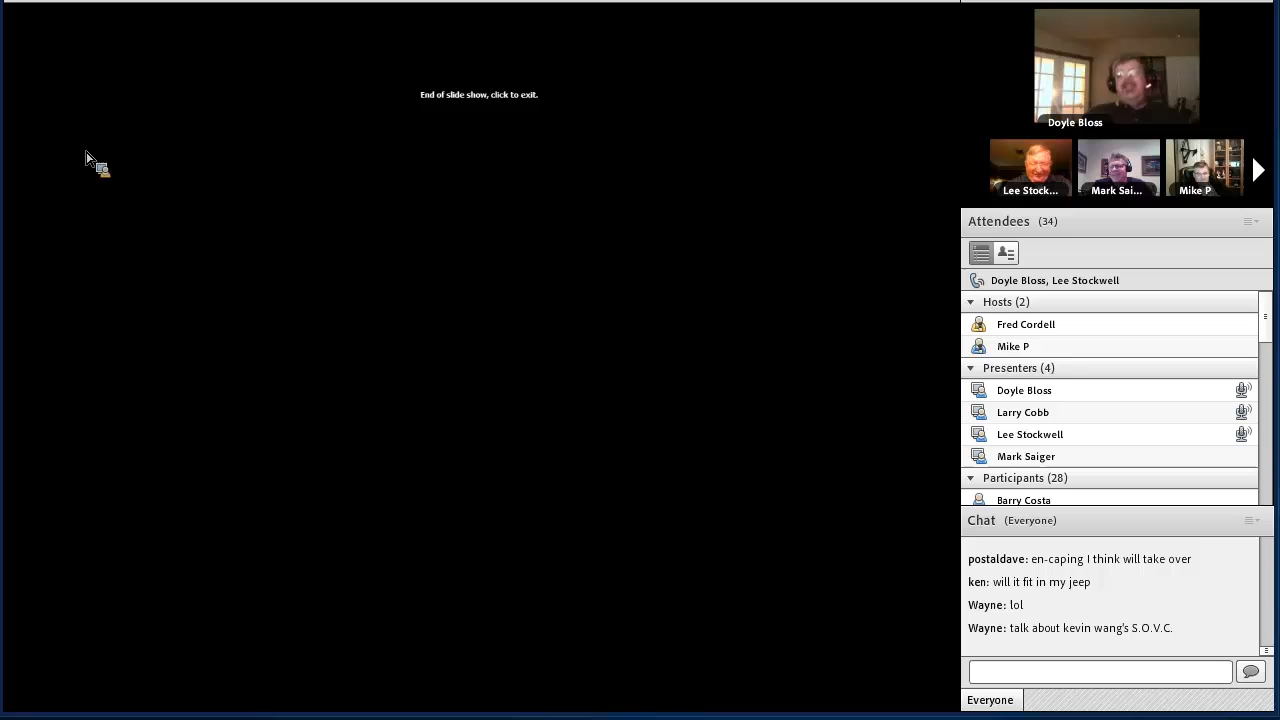 End of slide show, click to exit.
Doyle Bloss
Lee Stock...
Mark Sai...
Mike P
Attendees (34)
Doyle Bloss, Lee Stockwell
Hosts (2)
Fred Cordell
Mike P
Presenters (4)
Doyle Bloss
Larry Cobb
Lee Stockwell
Mark Saiger
Participants (28)
Barry Costa
Chat (Everyone)
postaldave: en-caping I think will take over
ken: will it fit in my jeep
Wayne: lol
Wayne: talk about kevin wang's S.O.V.C.
Everyone